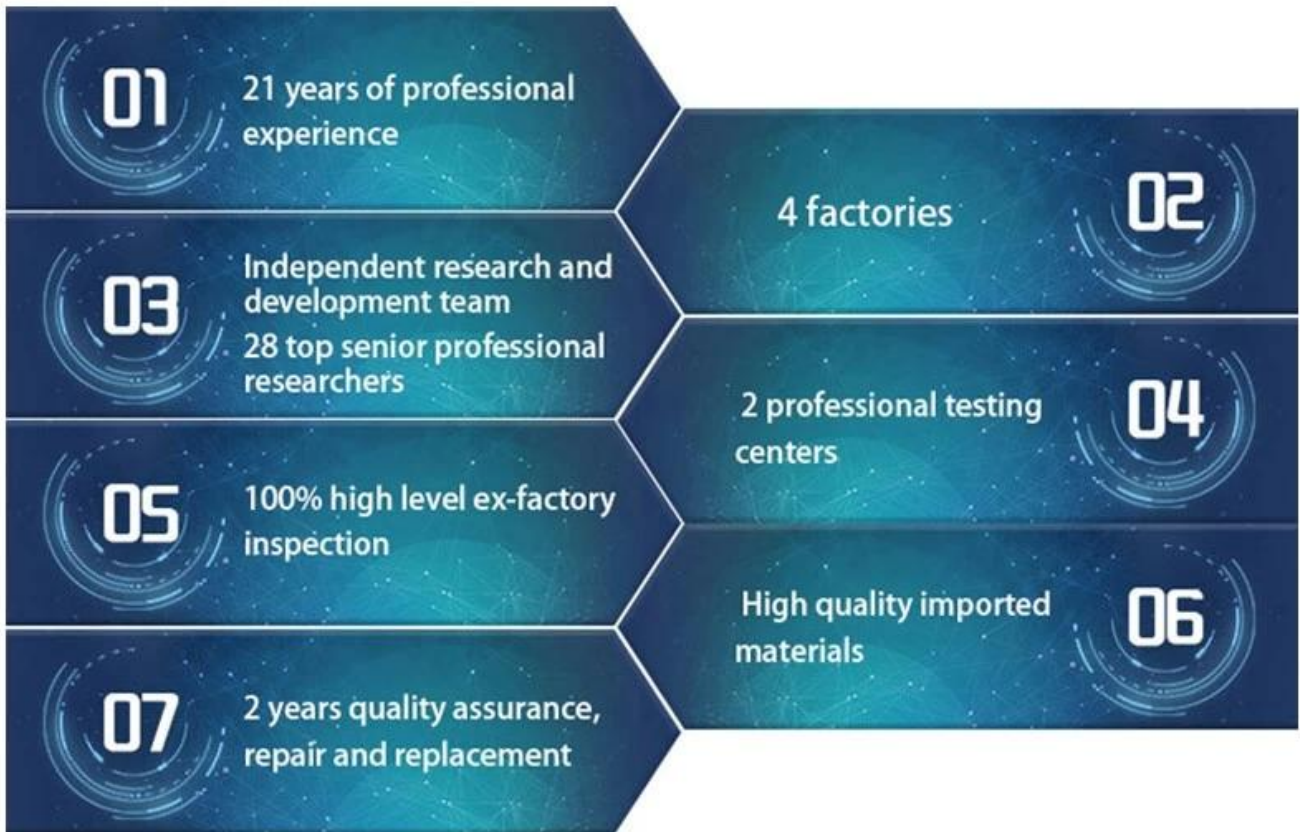 01
21 years of professional
experience
02
4 factories
03
Independent research and
development team
28 top senior professional
researchers
04
2 professional testing
centers
05
100% high level ex-factory
inspection
06
High quality imported
materials
07
2 years quality assurance,
repair and replacement